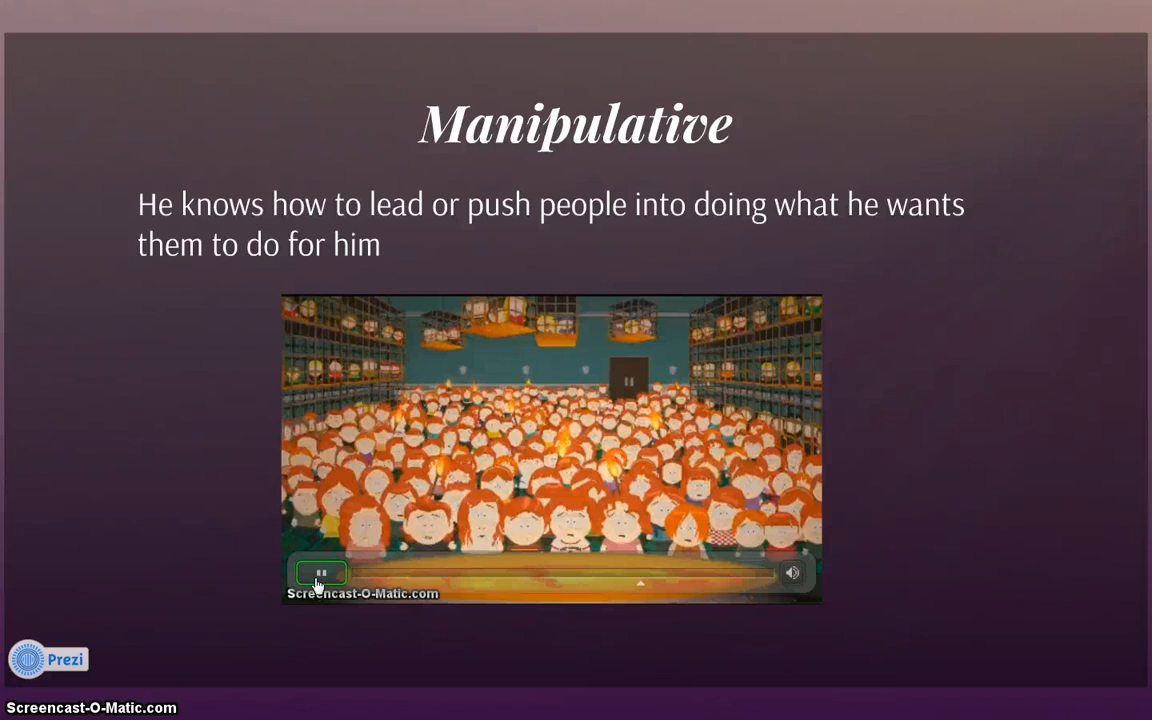 Manipulative
He knows how to lead or push people into doing what he wants
them to do for him
Screencast-O-Matic.com
Prezi
Screencast-O-Matic.com